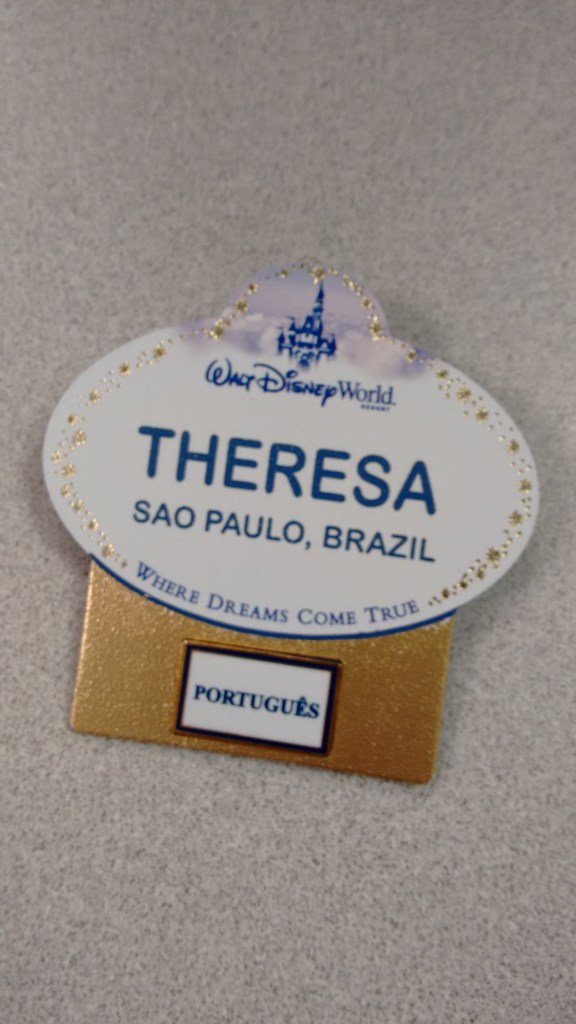 Walt Disney World
RESORT
THERESA
SAO PAULO, BRAZIL
WHERE DREAMS COME TRUE
PORTUGUÊS